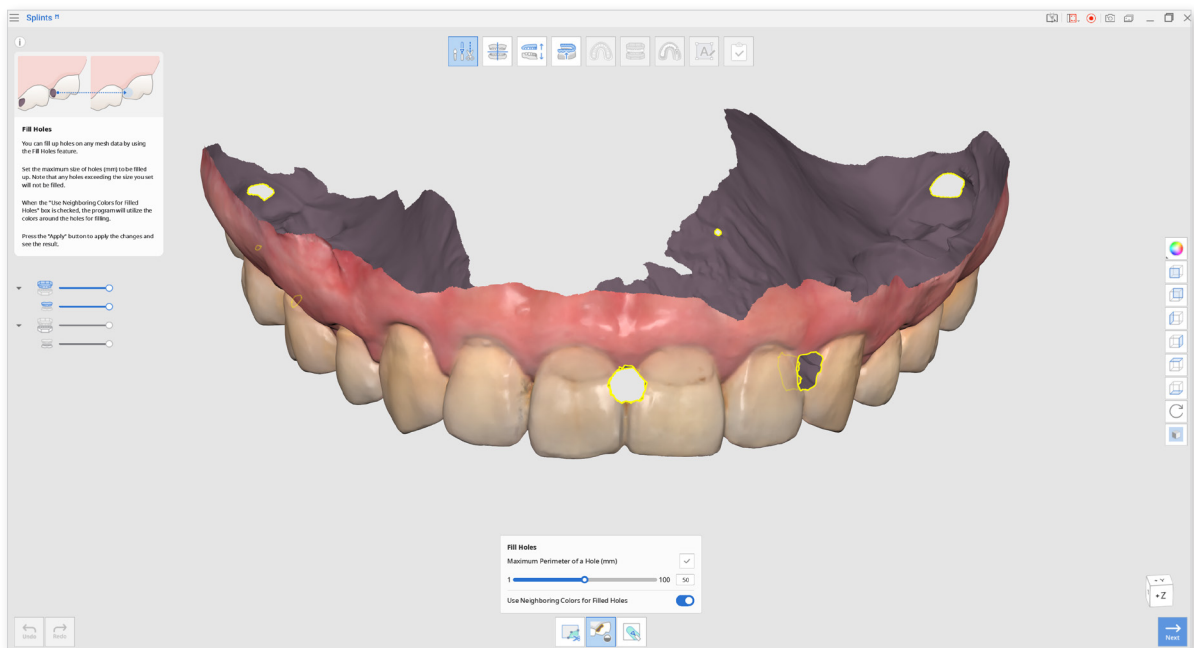 Splints
Fill Holes
You can fill up holes on any mesh data by using
the Fill Holes feature.
Set the maximum size of holes (mm) to be filled
up. Note that any holes exceeding the size you set
will not be filled.
When the "Use Neighboring Colors for Filled
Holes" box is checked, the program will utilize the
colors around the holes for filling.
Press the "Apply" button to apply the changes and
see the result.
Fill Holes
Maximum Perimeter of a Hole (mm)
1 100 50
Use Neighboring Colors for Filled Holes
- Y
+Z
Undo Redo
Next